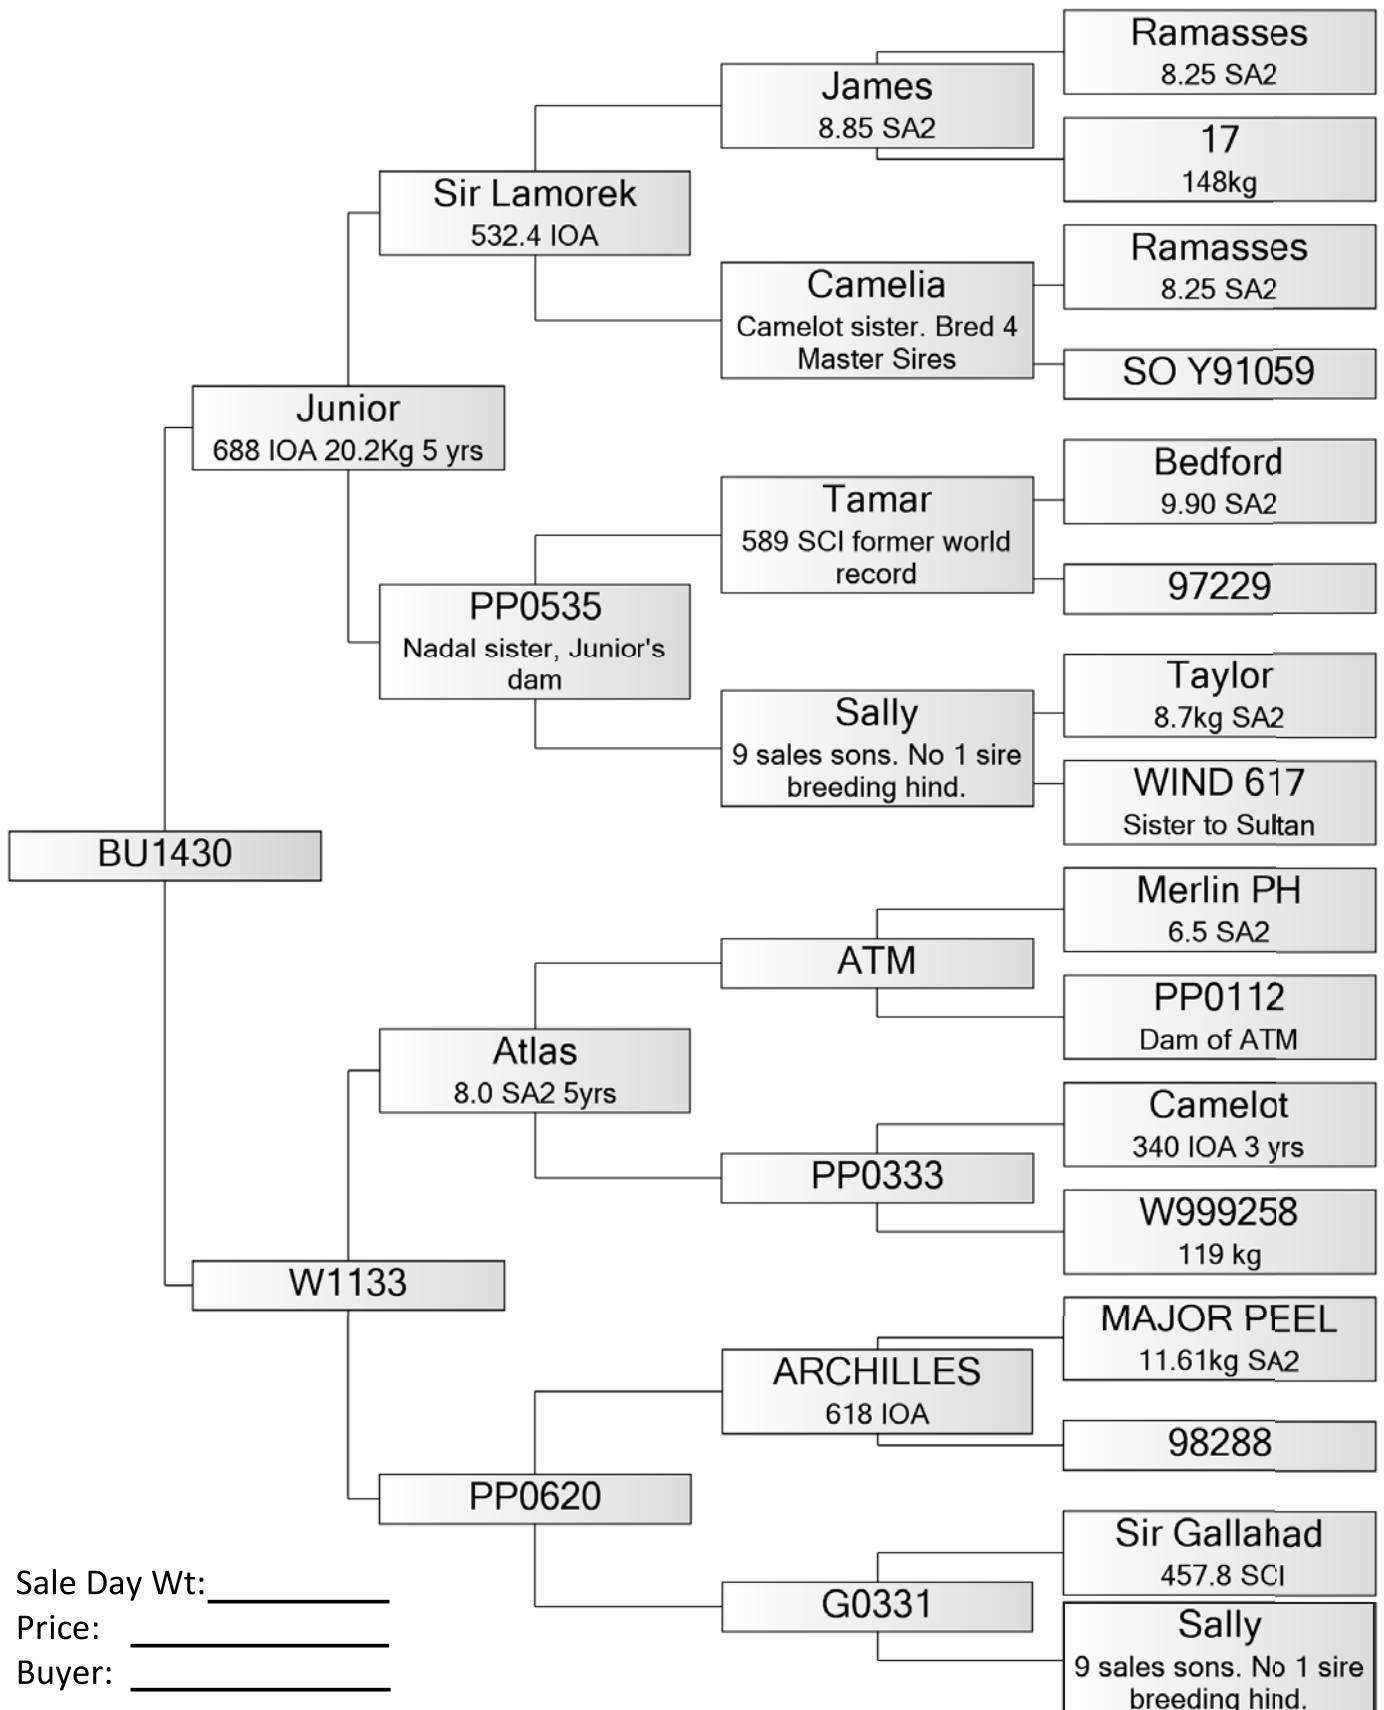 Ramasses
8.25 SA2
James
8.85 SA2
17
148kg
Sir Lamorek
532.4 IOA
Ramasses
8.25 SA2
Camelia
Camelot sister. Bred 4
Master Sires
SO Y91059
Junior
688 IOA 20.2Kg 5 yrs
Bedford
9.90 SA2
Tamar
589 SCI former world
record
97229
PP0535
Nadal sister, Junior's
dam
Taylor
8.7kg SA2
Sally
9 sales sons. No 1 sire
breeding hind.
WIND 617
Sister to Sultan
BU1430
Merlin PH
6.5 SA2
ATM
PP0112
Dam of ATM
Atlas
8.0 SA2 5yrs
Camelot
340 IOA 3 yrs
PP0333
W999258
119 kg
W1133
MAJOR PEEL
11.61kg SA2
ARCHILLES
618 IOA
98288
PP0620
Sir Gallahad
457.8 SCI
G0331
Sally
9 sales sons. No 1 sire
breeding hind.
Sale Day Wt:
Price:
Buyer: